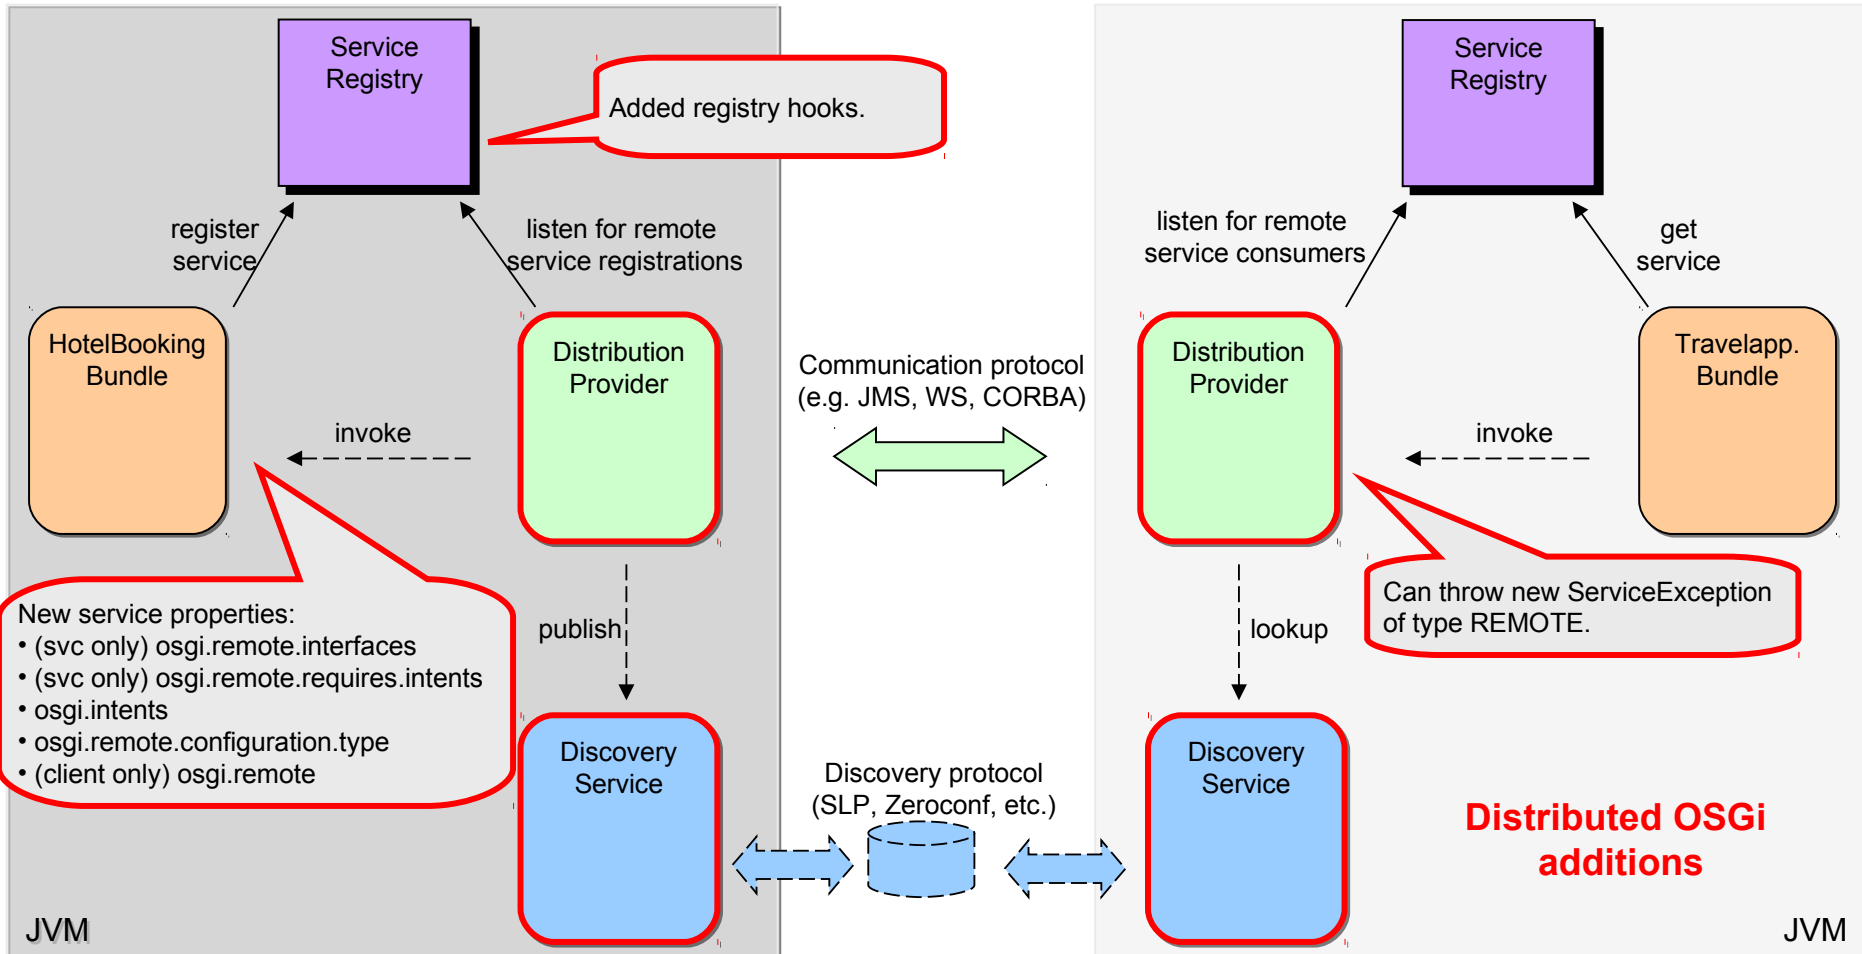 Service
Registry
Added registry hooks.
register
service
listen for remote
service registrations
HotelBooking
Bundle
Distribution
Provider
invoke
New service properties:
• (svc only) osgi.remote.interfaces
• (svc only) osgi.remote.requires.intents
• osgi.intents
• osgi.remote.configuration.type
• (client only) osgi.remote
publish
Discovery
Service
JVM
Communication protocol
(e.g. JMS, WS, CORBA)
Discovery protocol
(SLP, Zeroconf, etc.)
Service
Registry
listen for remote
service consumers
get
service
Distribution
Provider
Travelapp.
Bundle
invoke
Can throw new ServiceException
of type REMOTE.
lookup
Discovery
Service
Distributed OSGi
additions
JVM